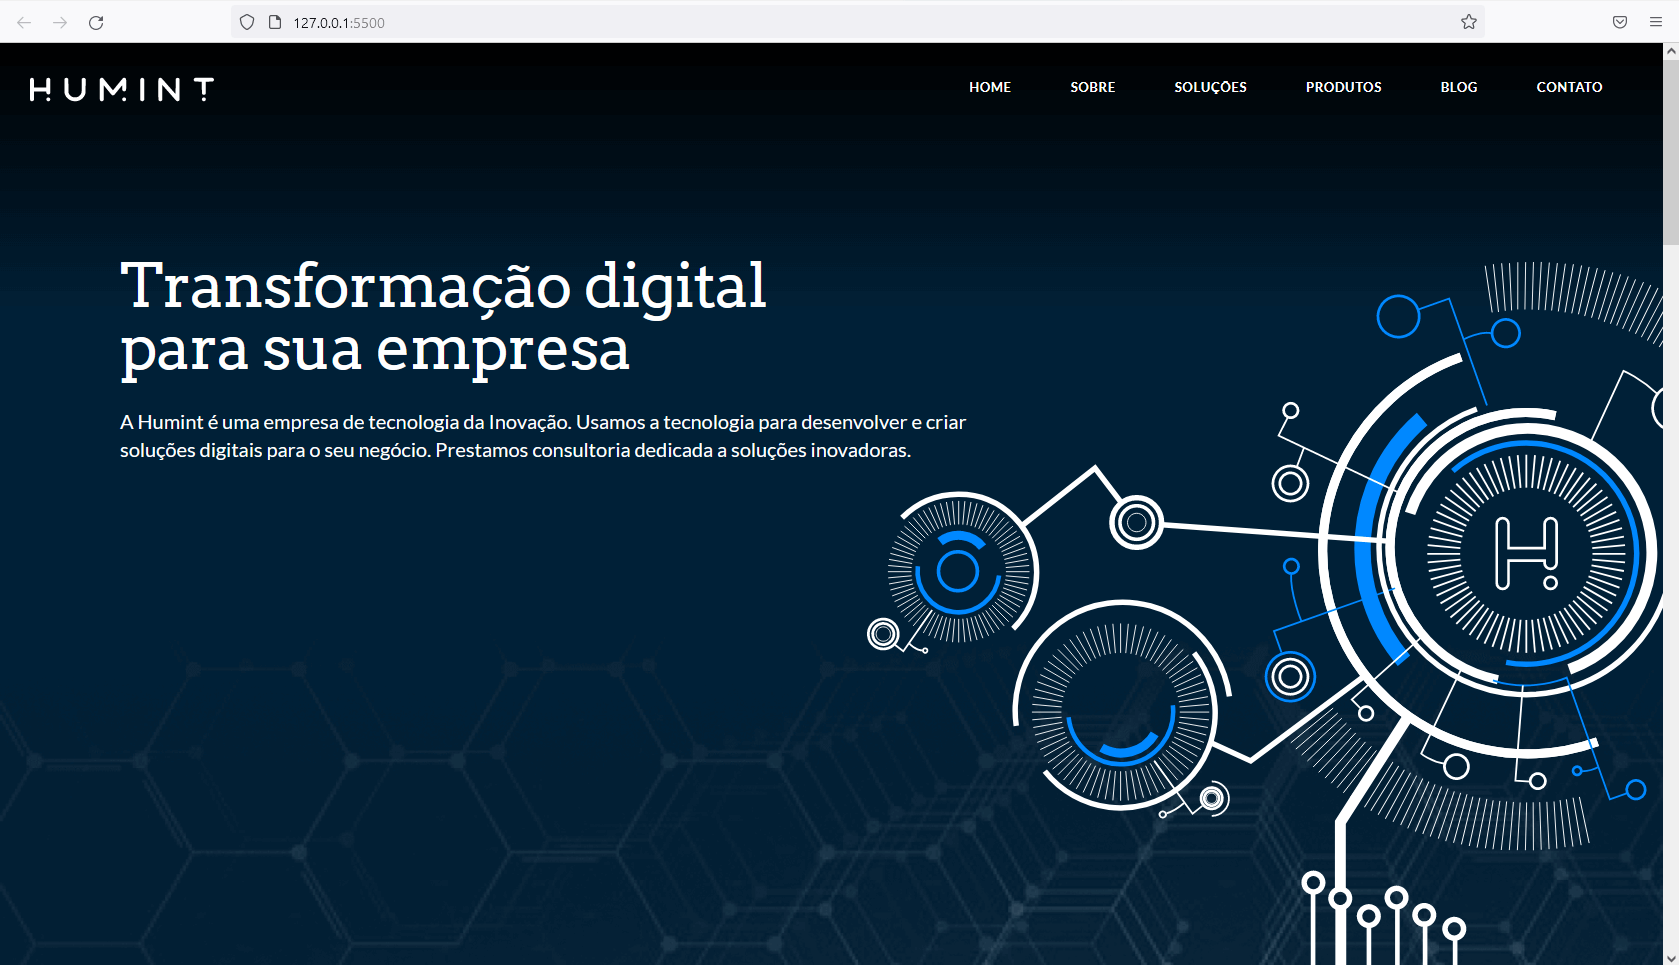 127.0.0.1:5500
HUMINT
HOME SOBRE SOLUÇÕES PRODUTOS BLOG CONTATO
Transformação digital
para sua empresa
A Humint é uma empresa de tecnologia da Inovação. Usamos a tecnologia para desenvolver e criar
soluções digitais para o seu negócio. Prestamos consultoria dedicada a soluções inovadoras.
H